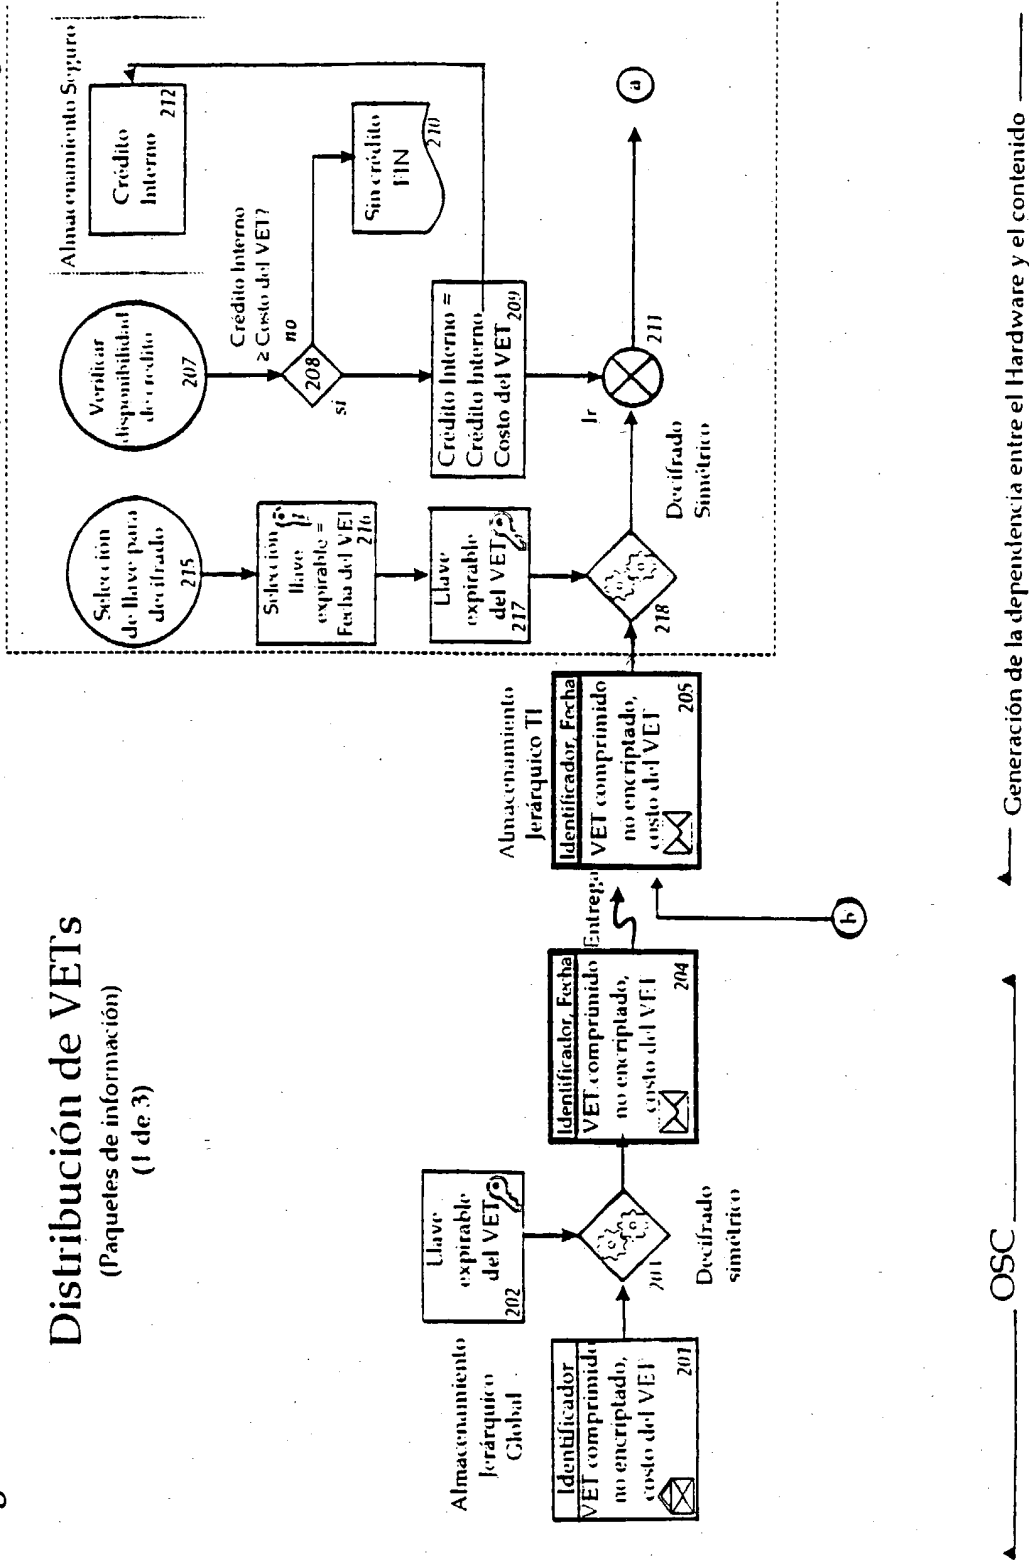 Distribución de VETs
(Paquetes de información)
(1 de 3)
Almacenamiento
Jerárquico
Global
Identificador
VET comprimido
no encriptado,
costo del VET
201
Llave
expirable
del VET
202
203
Decifrado
simétrico
Identificador, Fecha
VET comprimido
no encriptado,
costo del VET
204
Entrega
b
Almacenamiento
Jerárquico TI
Identificador, Fecha
VET comprimido
no encriptado,
costo del VET
205
Selección
de llave para
decifrado
215
Selección
llave
expirable =
Fecha del VET
216
Llave
expirable
del VET
217
218
Decifrado
Simétrico
Verificar
disponibilidad
de credito
207
Crédito Interno
≥ Costo del VET?
208
no
si
Crédito Interno =
Crédito Interno
Costo del VET
209
Sin crédito
FIN
210
Almacenamiento Seguro
Crédito
Interno
212
Jr
211
a
OSC
Generación de la dependencia entre el Hardware y el contenido